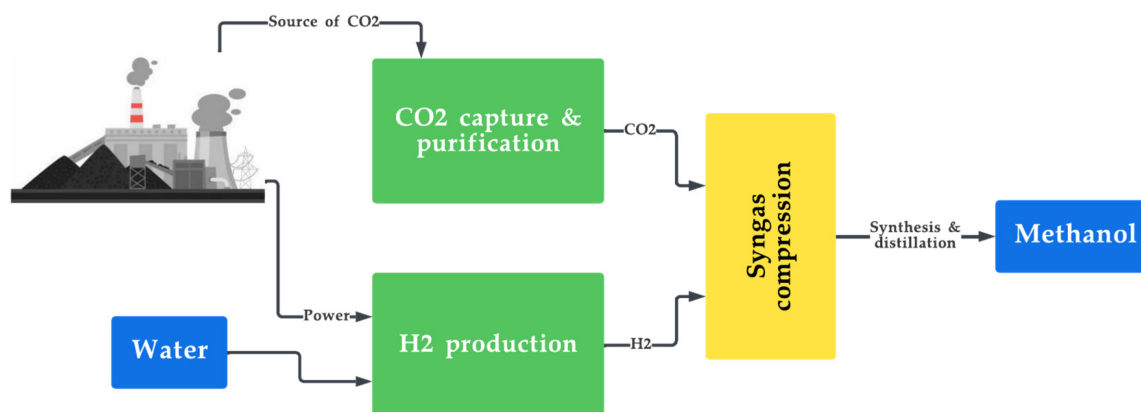 Source of CO2
CO2 capture &
purification
CO2
Syngas
compression
Synthesis &
distillation
Methanol
Power
Water
H2 production
H2